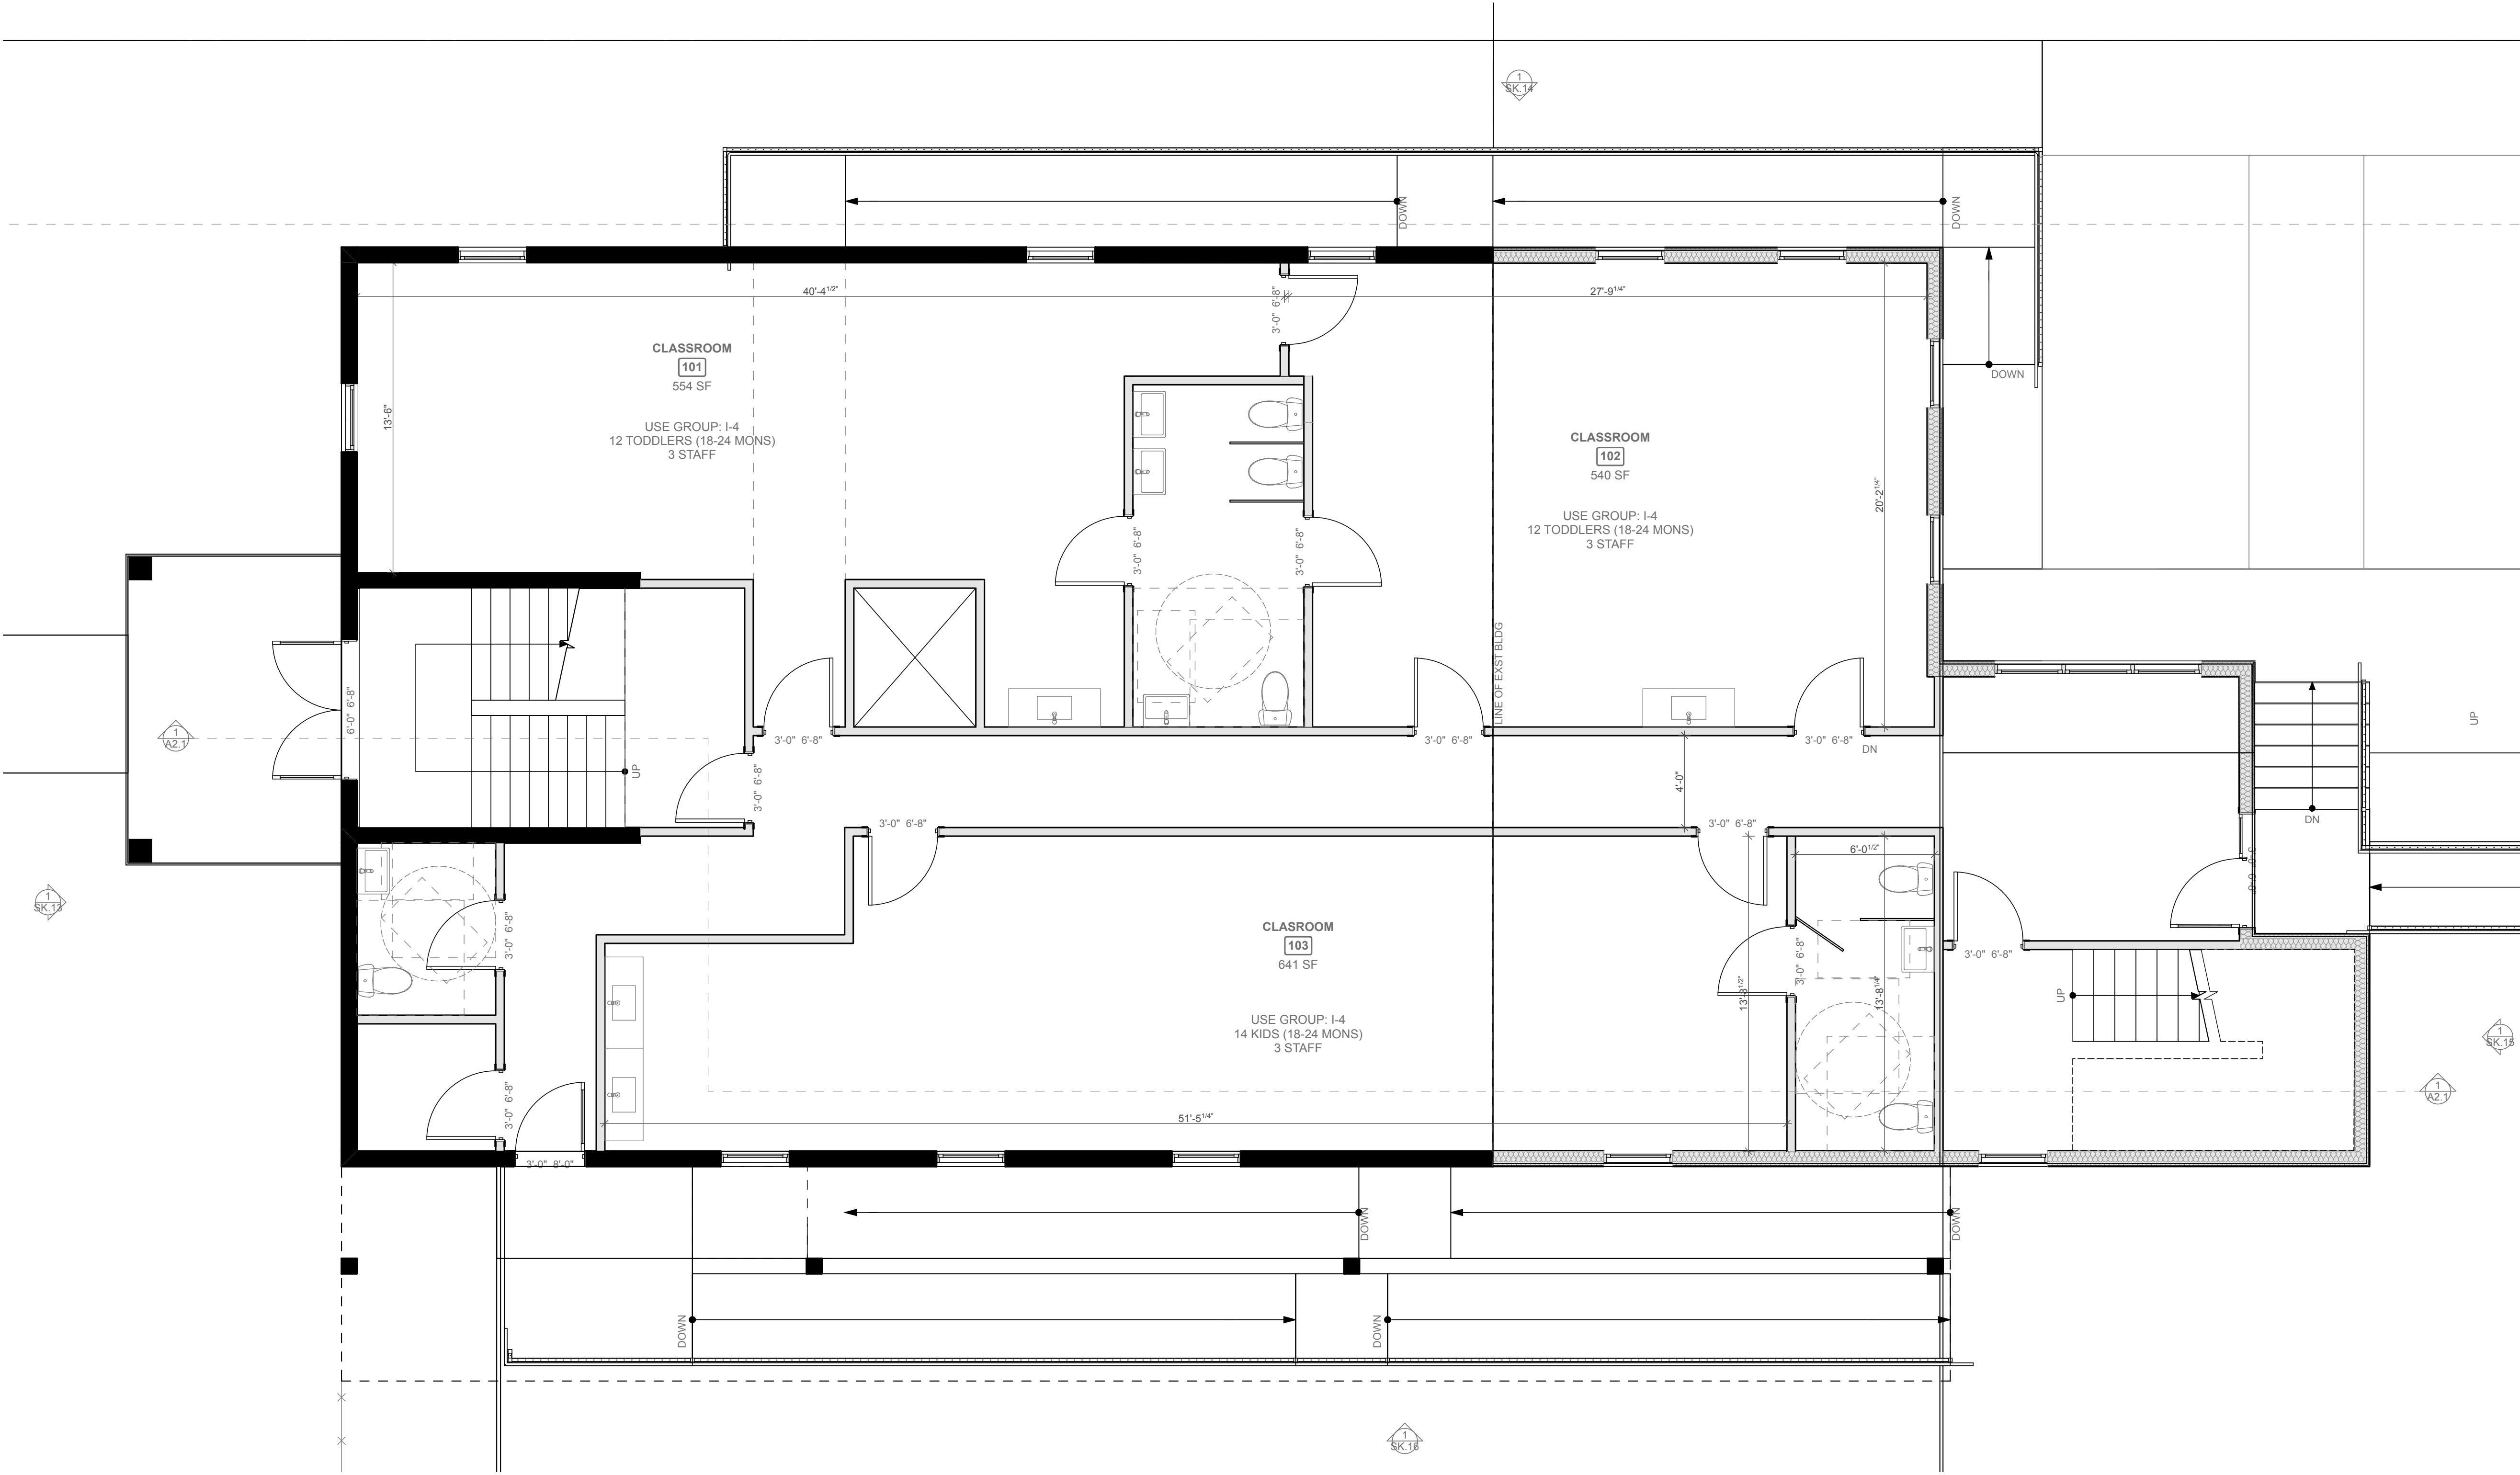 1
SK.14
DOWN
DOWN
40'-4 1/2"
3'-0" 6'-8"
27'-9 1/4"
CLASSROOM
101
554 SF
USE GROUP: I-4
12 TODDLERS (18-24 MONS)
3 STAFF
13'-6"
DOWN
CLASSROOM
102
540 SF
USE GROUP: I-4
12 TODDLERS (18-24 MONS)
3 STAFF
20'-2 1/4"
3'-0" 6'-8"
3'-0" 6'-8"
LINE OF EXST BLDG
6'-0" 6'-8"
1
A2.1
UP
3'-0" 6'-8"
3'-0" 6'-8"
3'-0" 6'-8"
3'-0" 6'-8"
DN
UP
4'-0"
DN
3'-0" 6'-8"
3'-0" 6'-8"
6'-0 1/2"
1
SK.13
3'-0" 6'-8"
CLASROOM
103
641 SF
USE GROUP: I-4
14 KIDS (18-24 MONS)
3 STAFF
13'-8 1/2"
3'-0" 6'-8"
13'-8 1/4"
3'-0" 6'-8"
UP
1
SK.15
1
A2.1
3'-0" 6'-8"
51'-5 1/4"
3'-0" 8'-0"
DOWN
DOWN
DOWN
DOWN
1
SK.16